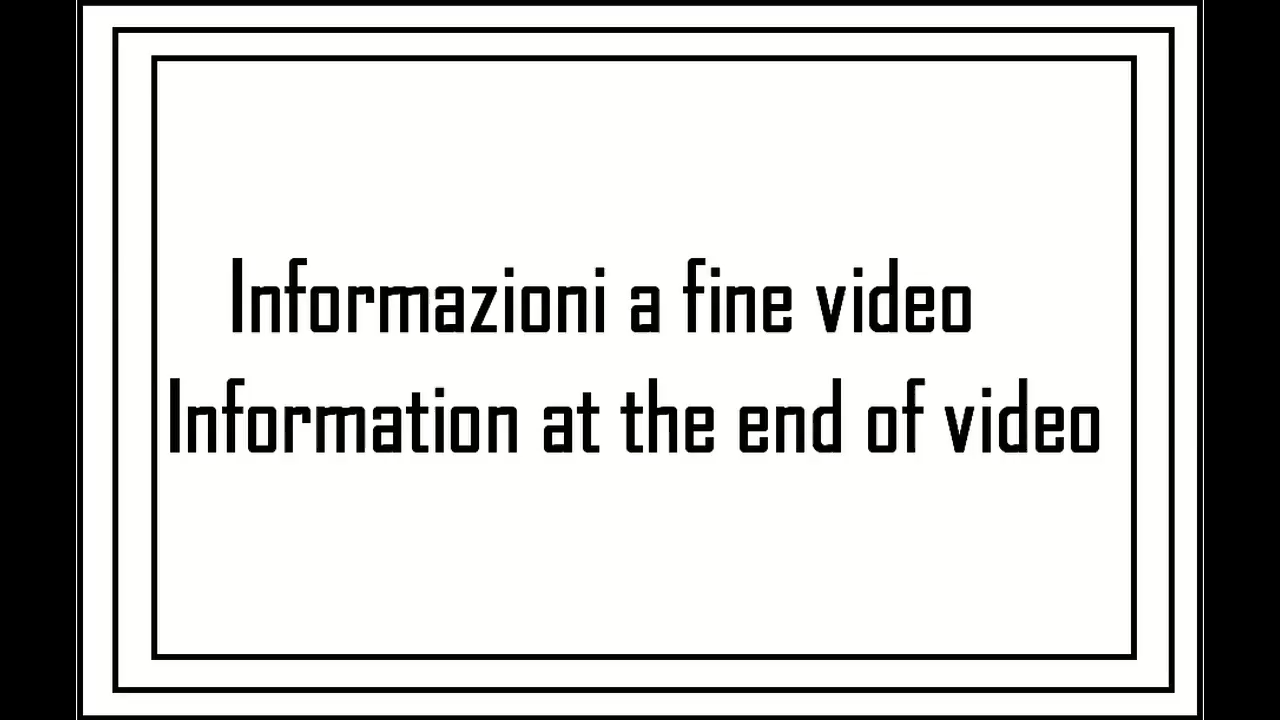 Informazioni a fine video
Information at the end of video